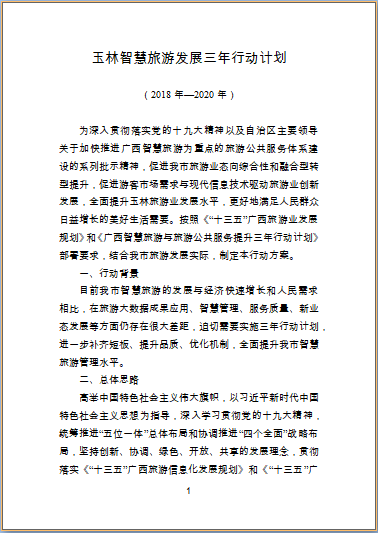 玉林智慧旅游发展三年行动计划
（2018 年—2020 年）
为深入贯彻落实党的十九大精神以及自治区主要领导
关于加快推进广西智慧旅游为重点的旅游公共服务体系建
设的系列批示精神，促进我市旅游业态向综合性和融合型转
型提升，促进游客市场需求与现代信息技术驱动旅游业创新
发展，全面提升玉林旅游业发展水平，更好地满足人民群众
日益增长的美好生活需要。按照《“十三五”广西旅游业发展
规划》和《广西智慧旅游与旅游公共服务提升三年行动计划》
部署要求，结合我市旅游发展实际，制定本行动方案。
一、行动背景
目前我市智慧旅游的发展与经济快速增长和人民需求
相比，在旅游大数据成果应用、智慧管理、服务质量、新业
态发展等方面仍存在很大差距，迫切需要实施三年行动计划，
进一步补齐短板、提升品质、优化机制，全面提升我市智慧
旅游管理水平。
二、总体思路
高举中国特色社会主义伟大旗帜，以习近平新时代中国
特色社会主义思想为指导，深入学习贯彻党的十九大精神，
统筹推进“五位一体”总体布局和协调推进“四个全面”战略布
局，坚持创新、协调、绿色、开放、共享的发展理念，贯彻
落实《“十三五”广西旅游信息化发展规划》和《“十三五”广
1